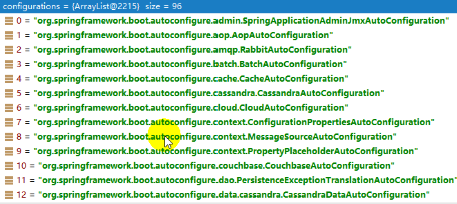 configurations = {ArrayList@2215} size = 96
0 = "org.springframework.boot.autoconfigure.admin.SpringApplicationAdminJmxAutoConfiguration"
1 = "org.springframework.boot.autoconfigure.aop.AopAutoConfiguration"
2 = "org.springframework.boot.autoconfigure.amqp.RabbitAutoConfiguration"
3 = "org.springframework.boot.autoconfigure.batch.BatchAutoConfiguration"
4 = "org.springframework.boot.autoconfigure.cache.CacheAutoConfiguration"
5 = "org.springframework.boot.autoconfigure.cassandra.CassandraAutoConfiguration"
6 = "org.springframework.boot.autoconfigure.cloud.CloudAutoConfiguration"
7 = "org.springframework.boot.autoconfigure.context.ConfigurationPropertiesAutoConfiguration"
8 = "org.springframework.boot.autoconfigure.context.MessageSourceAutoConfiguration"
9 = "org.springframework.boot.autoconfigure.context.PropertyPlaceholderAutoConfiguration"
10 = "org.springframework.boot.autoconfigure.couchbase.CouchbaseAutoConfiguration"
11 = "org.springframework.boot.autoconfigure.dao.PersistenceExceptionTranslationAutoConfiguration"
12 = "org.springframework.boot.autoconfigure.data.cassandra.CassandraDataAutoConfiguration"